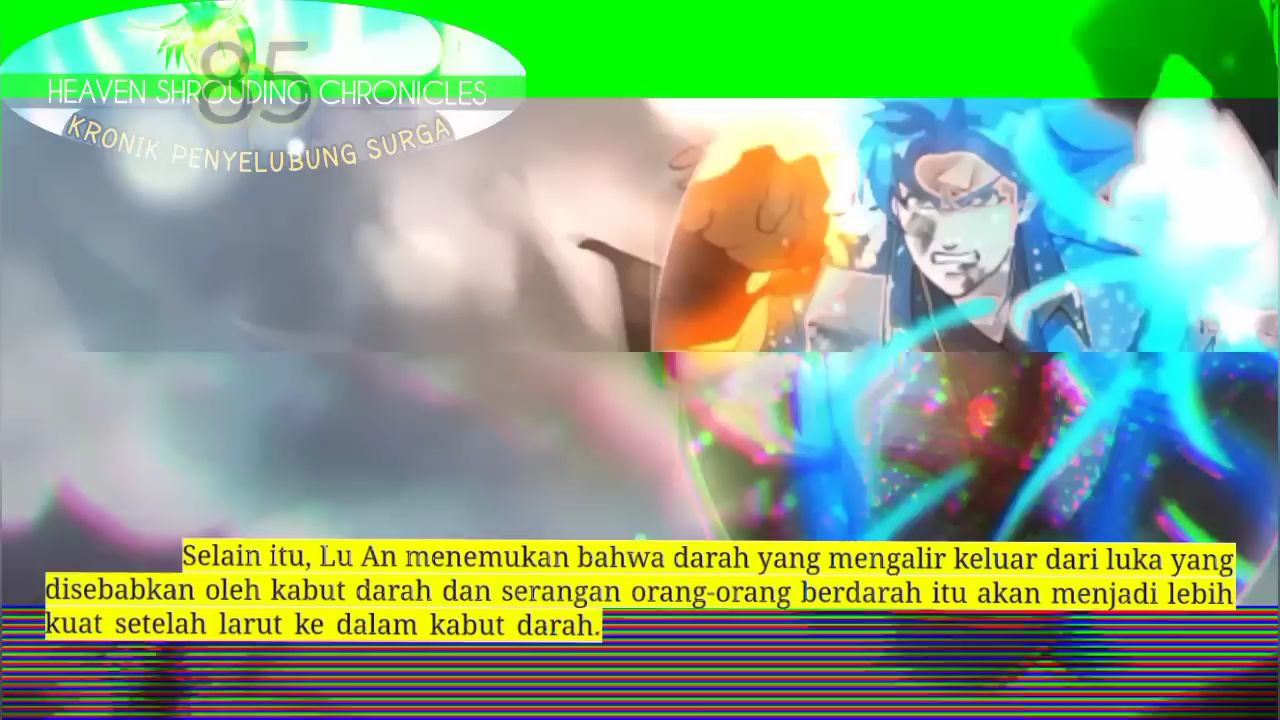 85
HEAVEN SHROUDING CHRONICLES
KRONIK PENYELUBUNG SURGA
Selain itu, Lu An menemukan bahwa darah yang mengalir keluar dari luka yang
disebabkan oleh kabut darah dan serangan orang-orang berdarah itu akan menjadi lebih
kuat setelah larut ke dalam kabut darah.